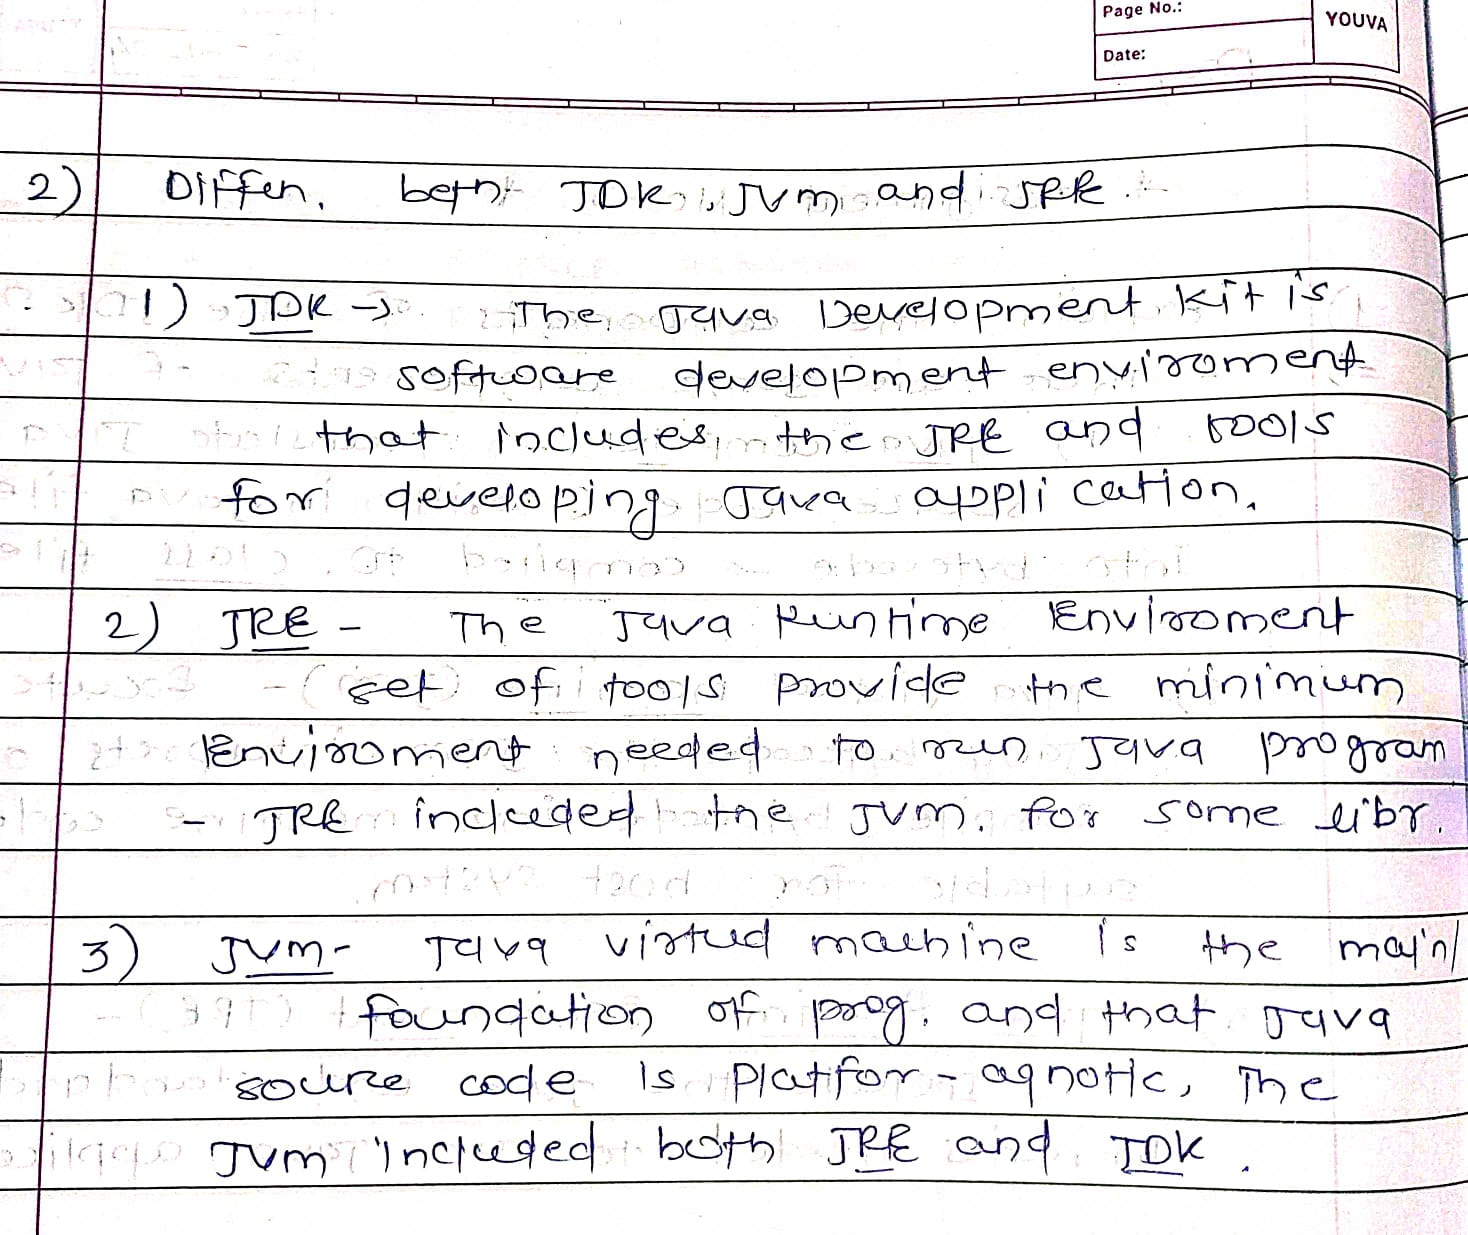 Page No.:
YOUVA
Date:
2) Diffen. betn JDK, JVM and JRE.
1) JDK → The Java Development kit is
software development enviroment
that includes the JRE and tools
for developing Java application.
2) JRE - The Java Runtime Enviroment
set of tools provide the minimum
Enviroment needed to run Java program
- JRE included the JVM. for some libr.
3) JVM - Java virtual machine is the main
foundation of prog. and that Java
source code is Platfor-agnotic, The
JVM included both JRE and JDK.